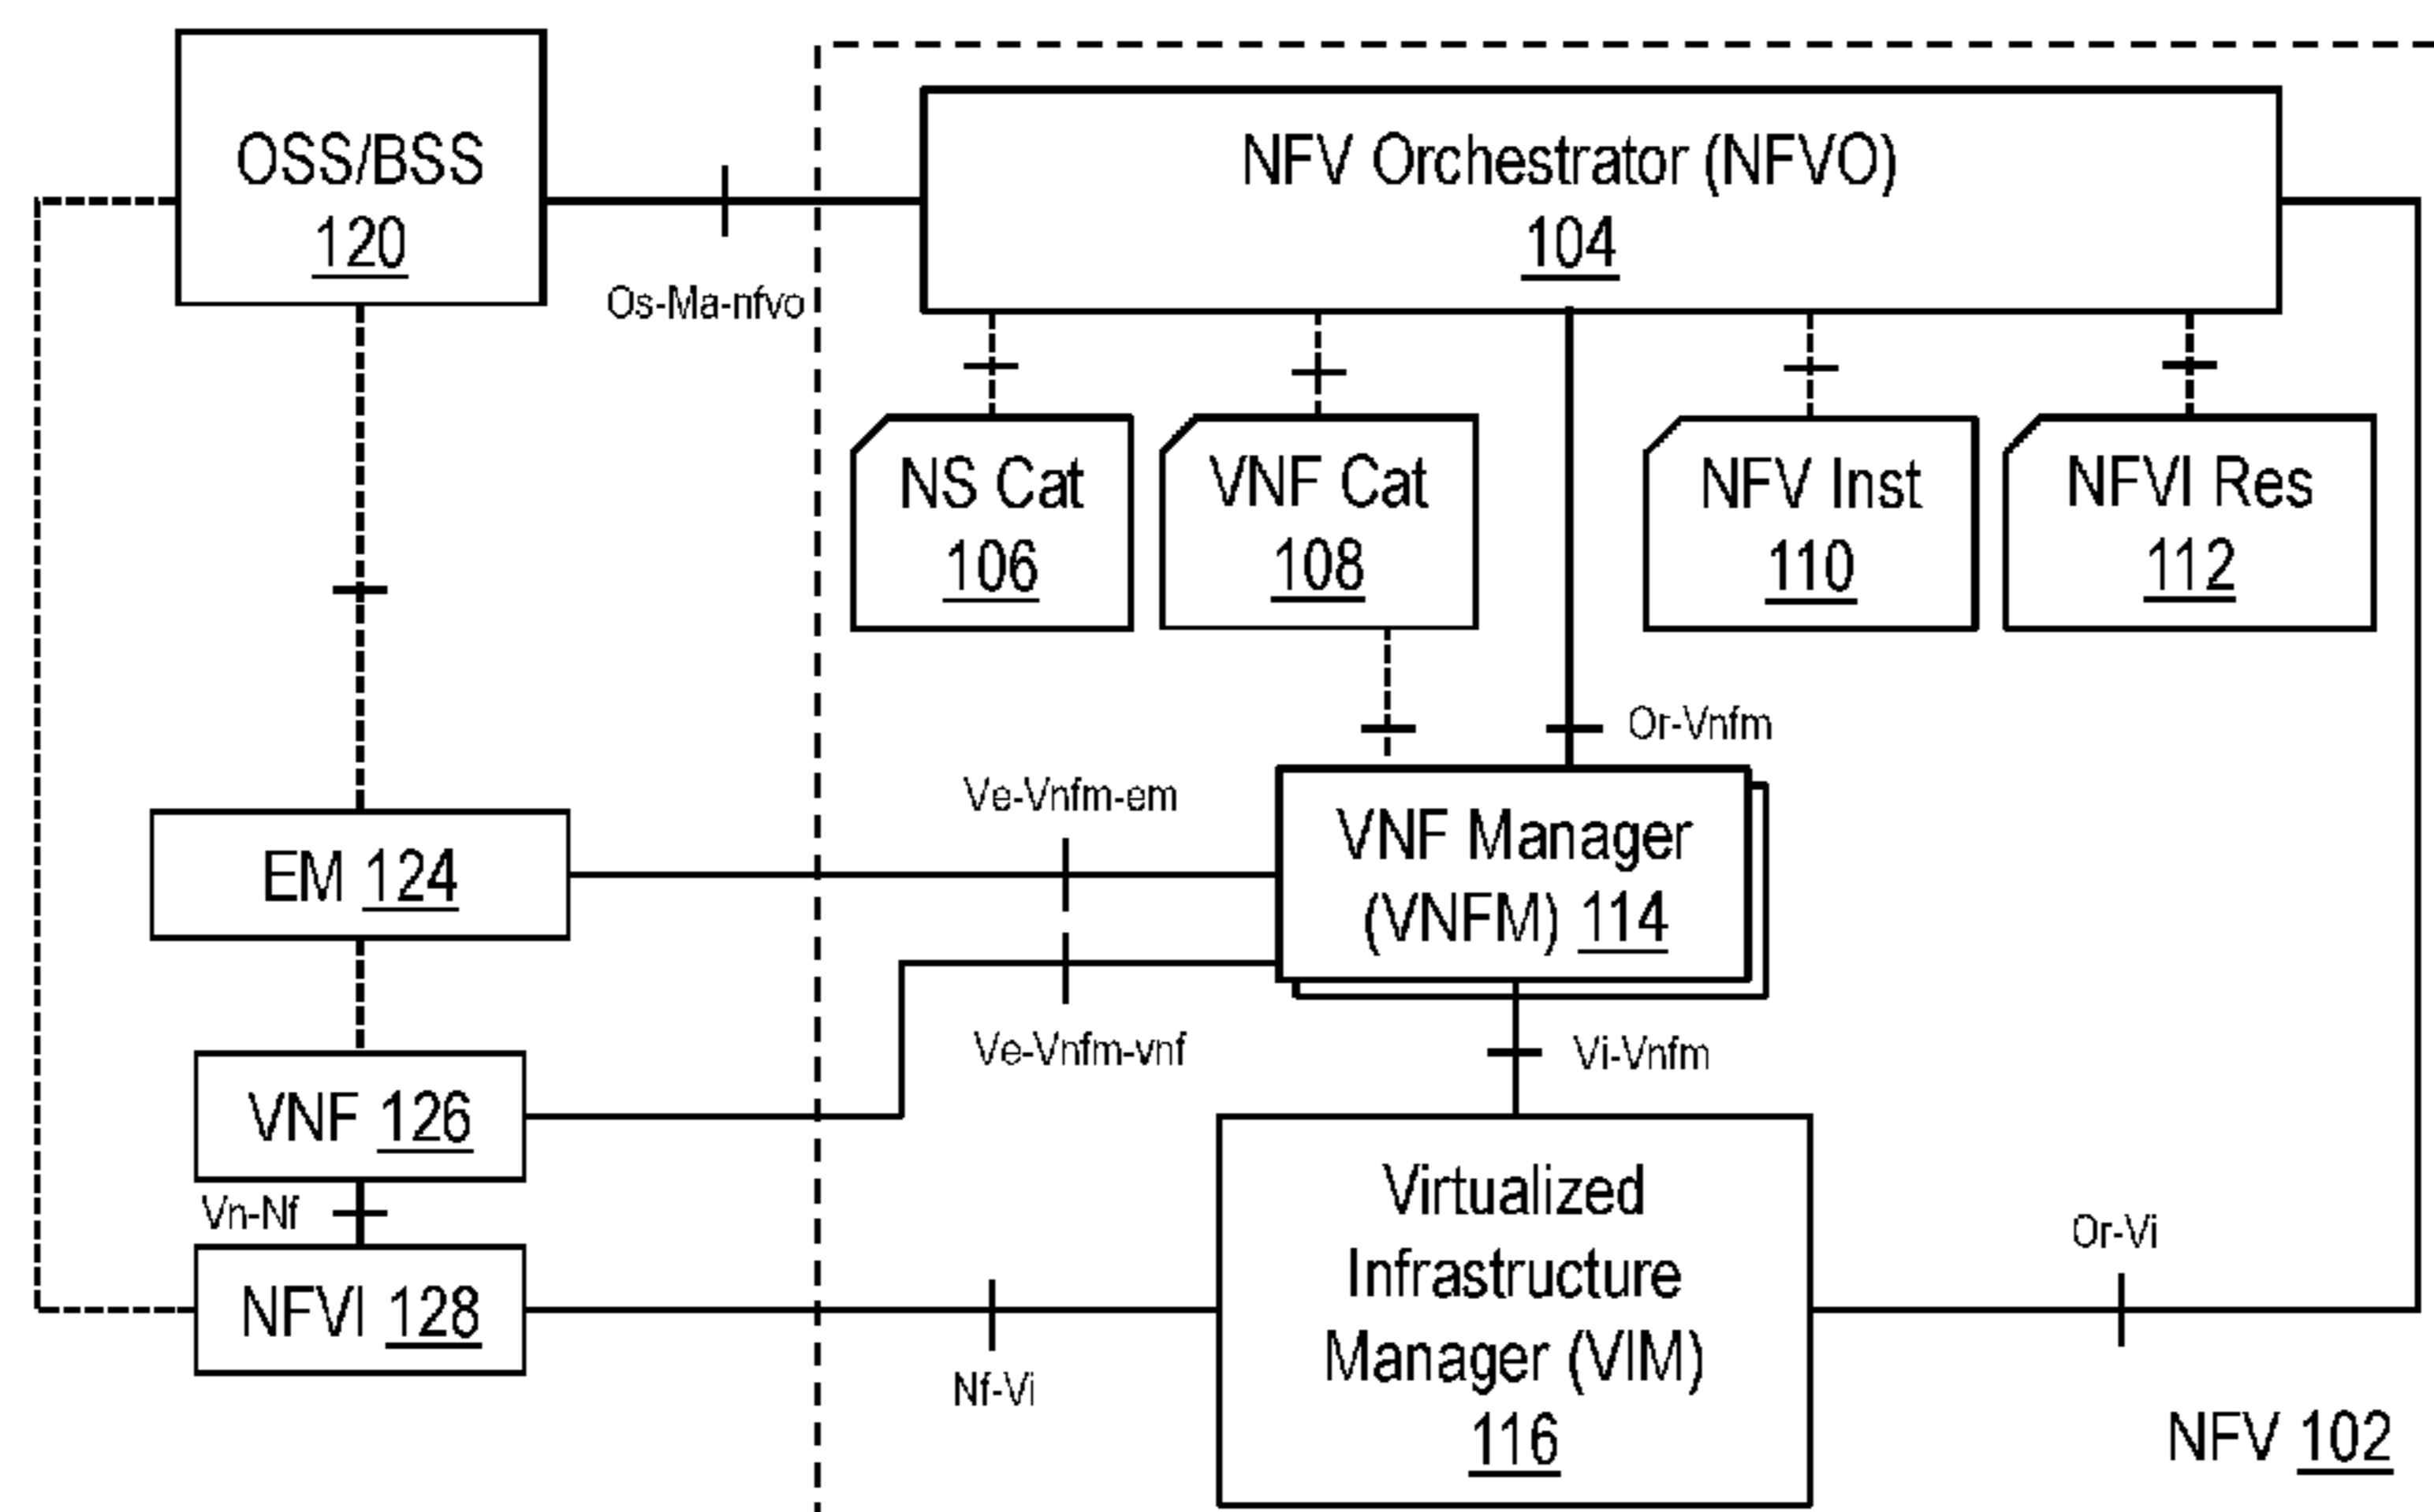 OSS/BSS
120
Os-Ma-nfvo
NFV Orchestrator (NFVO)
104
NS Cat
106
VNF Cat
108
NFV Inst
110
NFVI Res
112
Or-Vnfm
Ve-Vnfm-em
EM 124
VNF Manager
(VNFM) 114
Ve-Vnfm-vnf
Vi-Vnfm
VNF 126
Vn-Nf
NFVI 128
Nf-Vi
Virtualized
Infrastructure
Manager (VIM)
116
Or-Vi
NFV 102